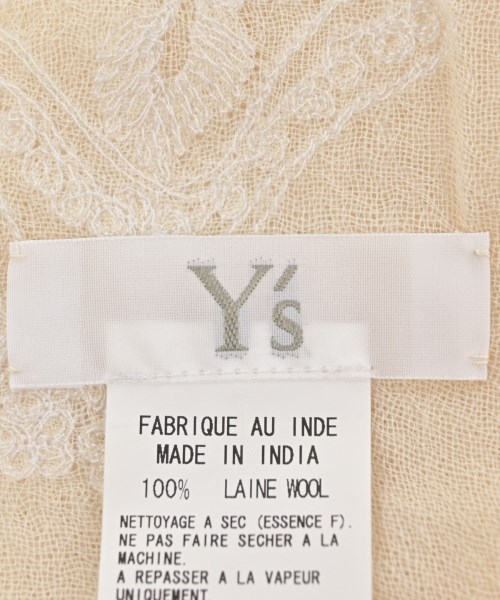 Y's
FABRIQUE AU INDE
MADE IN INDIA
100% LAINE WOOL
NETTOYAGE A SEC (ESSENCE F).
NE PAS FAIRE SECHER A LA
MACHINE.
A REPASSER A LA VAPEUR
UNIQUEMENT.